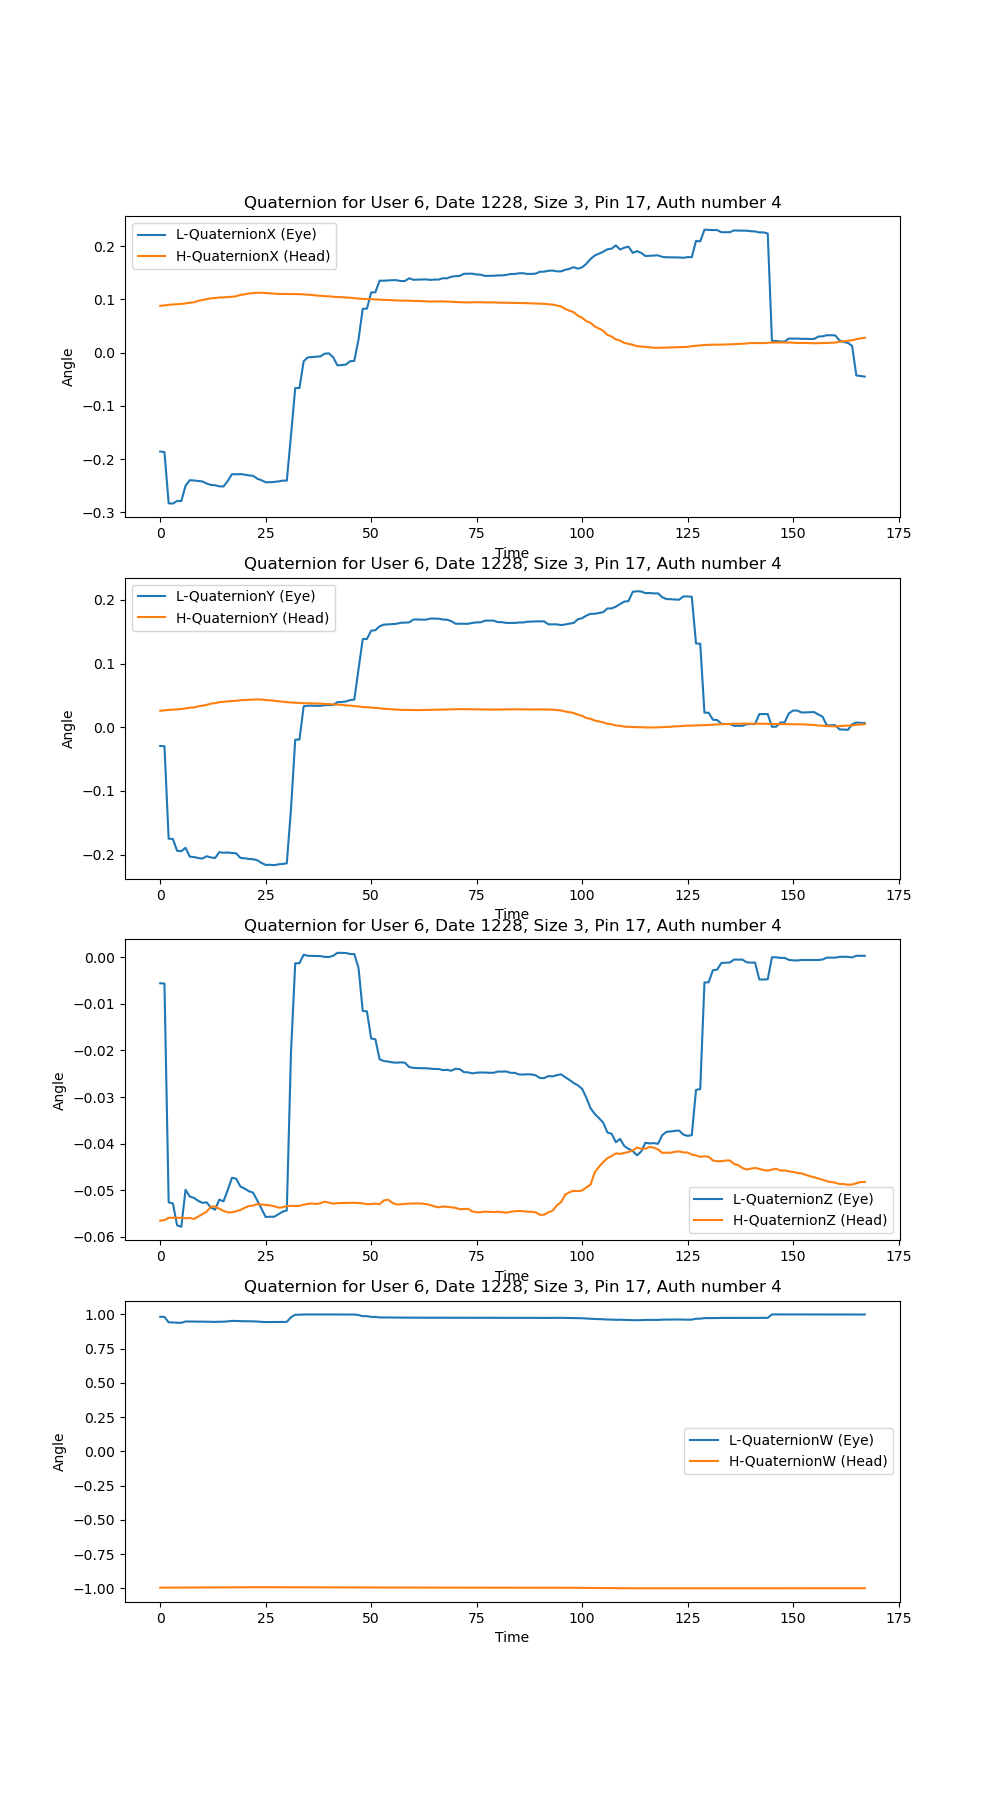 Quaternion for User 6, Date 1228, Size 3, Pin 17, Auth number 4
L-QuaternionX (Eye)
H-QuaternionX (Head)
Angle
0.2
0.1
0.0
−0.1
−0.2
−0.3
0 25 50 75 100 125 150 175
Time
Quaternion for User 6, Date 1228, Size 3, Pin 17, Auth number 4
L-QuaternionY (Eye)
H-QuaternionY (Head)
Angle
0.2
0.1
0.0
−0.1
−0.2
0 25 50 75 100 125 150 175
Time
Quaternion for User 6, Date 1228, Size 3, Pin 17, Auth number 4
Angle
0.00
−0.01
−0.02
−0.03
−0.04
−0.05
−0.06
L-QuaternionZ (Eye)
H-QuaternionZ (Head)
0 25 50 75 100 125 150 175
Time
Quaternion for User 6, Date 1228, Size 3, Pin 17, Auth number 4
Angle
1.00
0.75
0.50
0.25
0.00
−0.25
−0.50
−0.75
−1.00
L-QuaternionW (Eye)
H-QuaternionW (Head)
0 25 50 75 100 125 150 175
Time